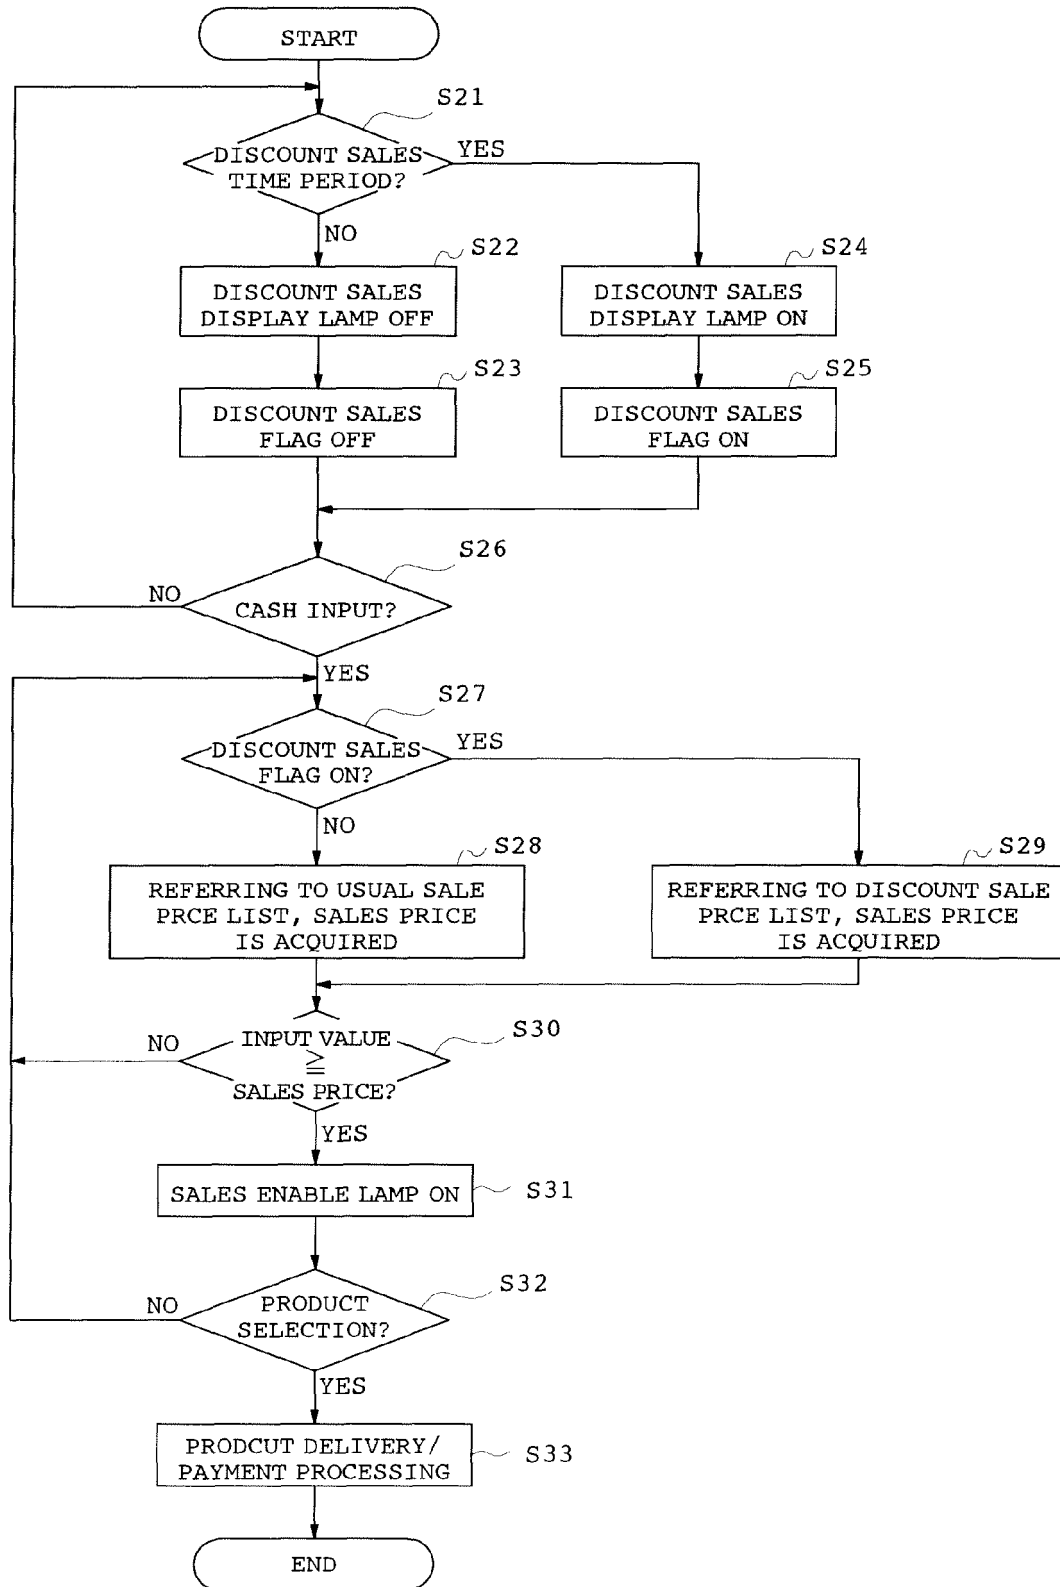 START
S21
DISCOUNT SALES
TIME PERIOD?
YES
NO
S22
DISCOUNT SALES
DISPLAY LAMP OFF
S24
DISCOUNT SALES
DISPLAY LAMP ON
S23
DISCOUNT SALES
FLAG OFF
S25
DISCOUNT SALES
FLAG ON
S26
NO
CASH INPUT?
YES
S27
DISCOUNT SALES
FLAG ON?
YES
NO
S28
REFERRING TO USUAL SALE
PRCE LIST, SALES PRICE
IS ACQUIRED
S29
REFERRING TO DISCOUNT SALE
PRCE LIST, SALES PRICE
IS ACQUIRED
S30
NO
INPUT VALUE
≧
SALES PRICE?
YES
SALES ENABLE LAMP ON
S31
S32
NO
PRODUCT
SELECTION?
YES
PRODCUT DELIVERY/
PAYMENT PROCESSING
S33
END